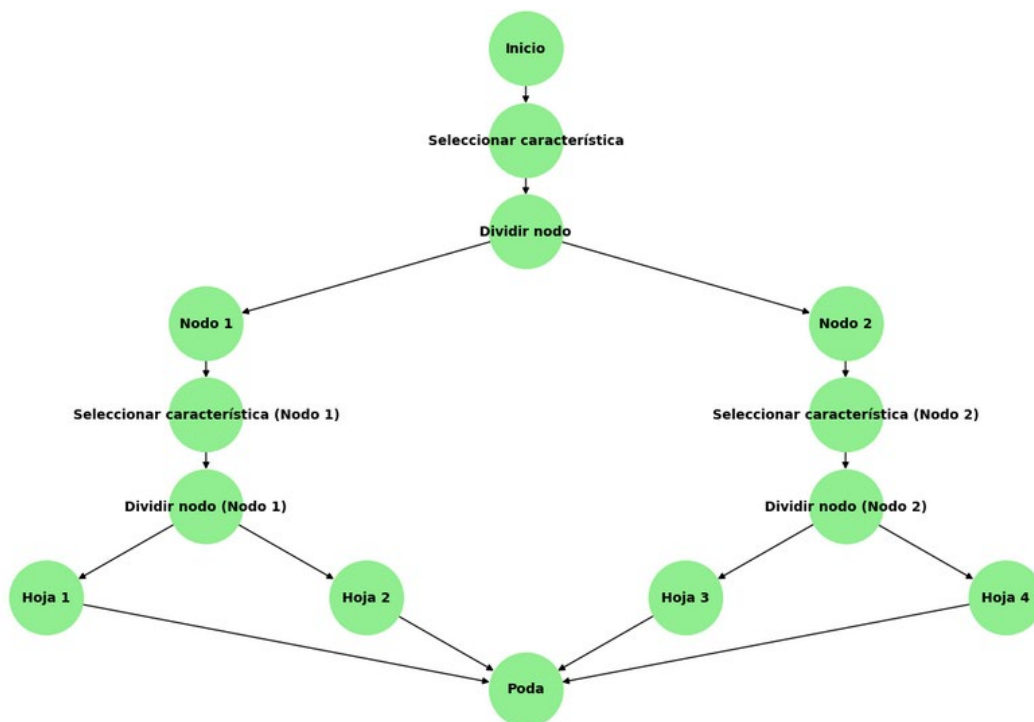 Inicio
Seleccionar característica
Dividir nodo
Nodo 1
Nodo 2
Seleccionar característica (Nodo 1)
Seleccionar característica (Nodo 2)
Dividir nodo (Nodo 1)
Dividir nodo (Nodo 2)
Hoja 1
Hoja 2
Hoja 3
Hoja 4
Poda